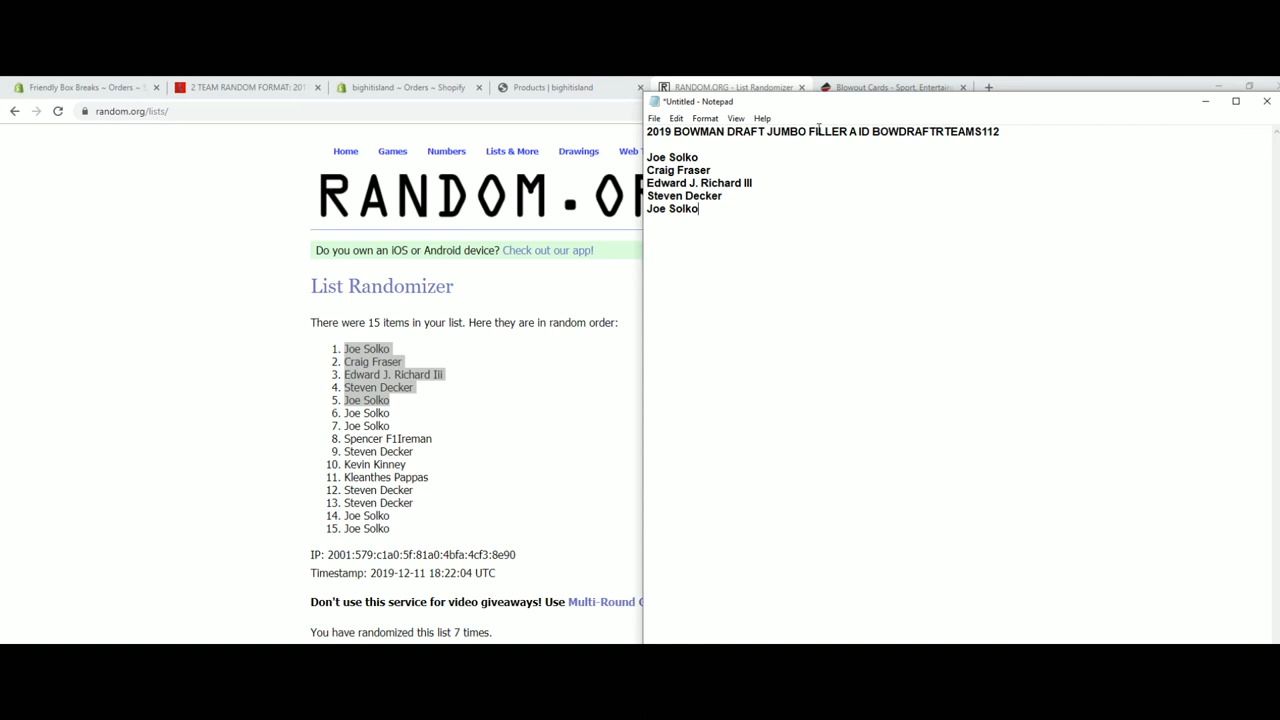 Friendly Box Breaks ~ Orders ~ S
2 TEAM RANDOM FORMAT: 201
bighitisland ~ Orders ~ Shopify
Products | bighitisland
RANDOM.ORG - List Randomizer
Blowout Cards - Sport, Entertain
random.org/lists/
*Untitled - Notepad
File Edit Format View Help
2019 BOWMAN DRAFT JUMBO FILLER A ID BOWDRAFTRTEAMS112
Joe Solko
Craig Fraser
Edward J. Richard III
Steven Decker
Joe Solko
Home Games Numbers Lists & More Drawings Web T
RANDOM.OR
Do you own an iOS or Android device? Check out our app!
List Randomizer
There were 15 items in your list. Here they are in random order:
1. Joe Solko
2. Craig Fraser
3. Edward J. Richard Iii
4. Steven Decker
5. Joe Solko
6. Joe Solko
7. Joe Solko
8. Spencer F1Ireman
9. Steven Decker
10. Kevin Kinney
11. Kleanthes Pappas
12. Steven Decker
13. Steven Decker
14. Joe Solko
15. Joe Solko
IP: 2001:579:c1a0:5f:81a0:4bfa:4cf3:8e90
Timestamp: 2019-12-11 18:22:04 UTC
Don't use this service for video giveaways! Use Multi-Round G
You have randomized this list 7 times.